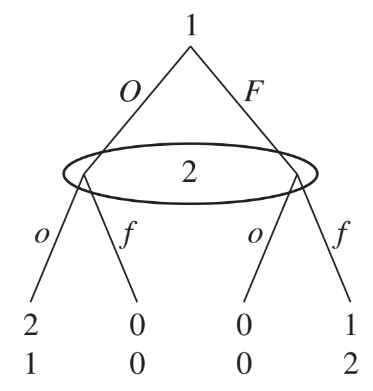 1
O F
2
o f o f
2 0 0 1
1 0 0 2